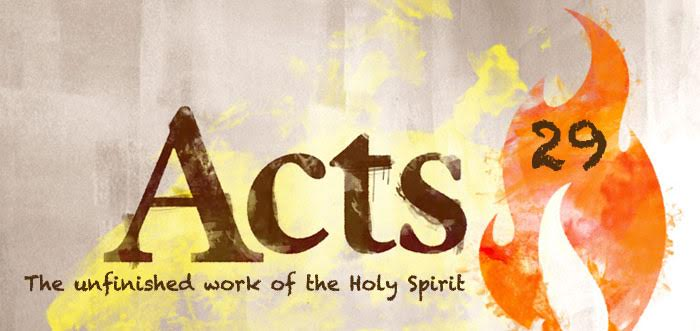 Acts
29
The unfinished work of the Holy Spirit